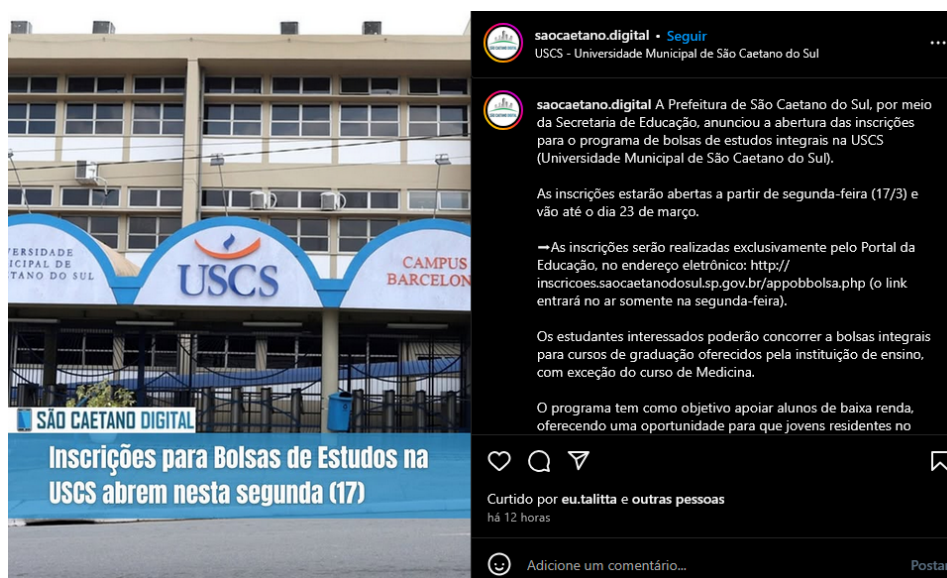 VERSIDADE
ICIPAL DE
ETANO DO SUL
USCS
CAMPUS
BARCELON
SÃO CAETANO DIGITAL
Inscrições para Bolsas de Estudos na
USCS abrem nesta segunda (17)
saocaetano.digital • Seguir
USCS - Universidade Municipal de São Caetano do Sul
saocaetano.digital A Prefeitura de São Caetano do Sul, por meio
da Secretaria de Educação, anunciou a abertura das inscrições
para o programa de bolsas de estudos integrais na USCS
(Universidade Municipal de São Caetano do Sul).
As inscrições estarão abertas a partir de segunda-feira (17/3) e
vão até o dia 23 de março.
➞As inscrições serão realizadas exclusivamente pelo Portal da
Educação, no endereço eletrônico: http://
inscricoes.saocaetanodosul.sp.gov.br/appobbolsa.php (o link
entrará no ar somente na segunda-feira).
Os estudantes interessados poderão concorrer a bolsas integrais
para cursos de graduação oferecidos pela instituição de ensino,
com exceção do curso de Medicina.
O programa tem como objetivo apoiar alunos de baixa renda,
oferecendo uma oportunidade para que jovens residentes no
Curtido por eu.talitta e outras pessoas
há 12 horas
Adicione um comentário...
Postar